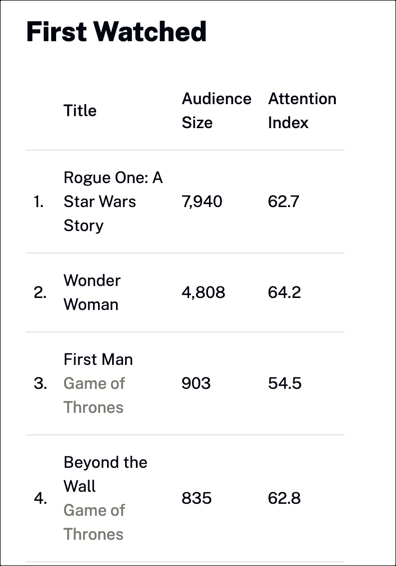 First Watched
Title
Audience Size
Attention Index
1.
Rogue One: A
Star Wars
Story
7,940
62.7
2.
Wonder
Woman
4,808
64.2
3.
First Man
Game of
Thrones
903
54.5
4.
Beyond the
Wall
Game of
Thrones
835
62.8